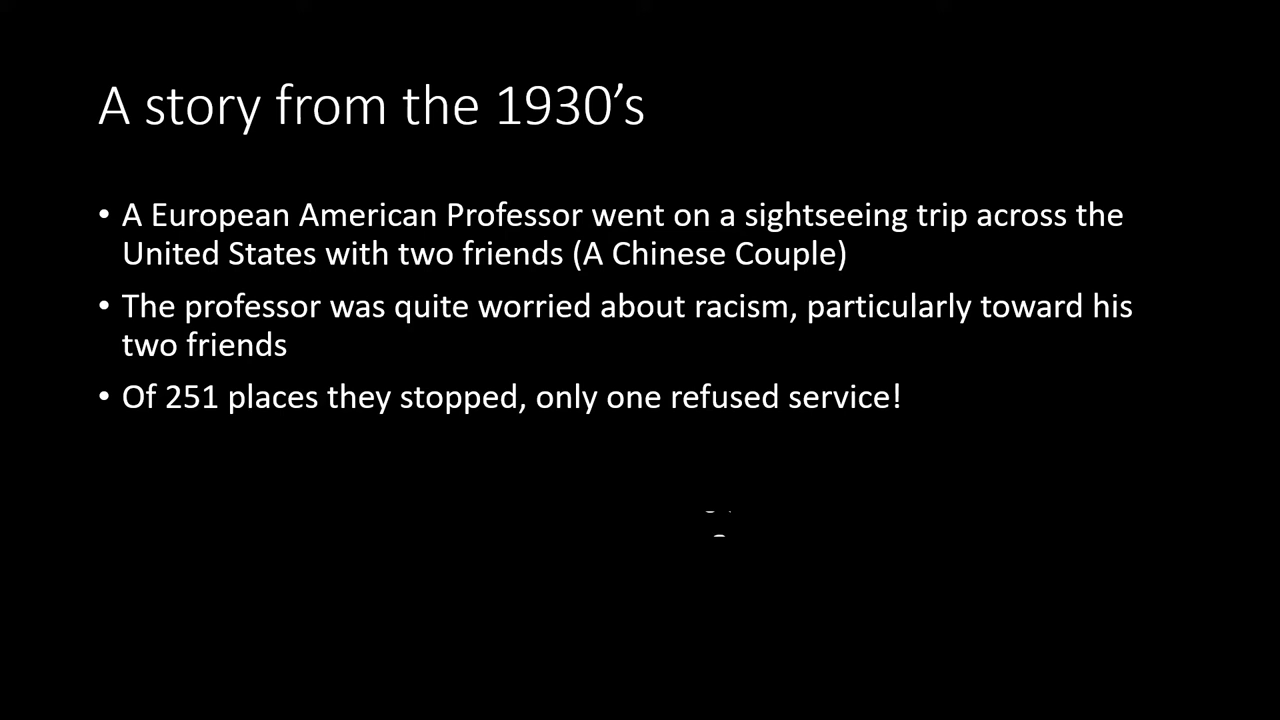 A story from the 1930’s
• A European American Professor went on a sightseeing trip across the
United States with two friends (A Chinese Couple)
• The professor was quite worried about racism, particularly toward his
two friends
• Of 251 places they stopped, only one refused service!